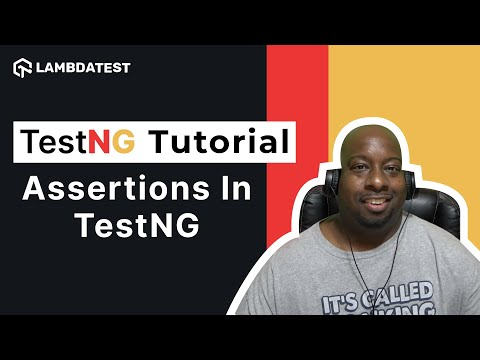 LAMBDATEST
TestNG Tutorial
Assertions In
TestNG
IT'S CALLED